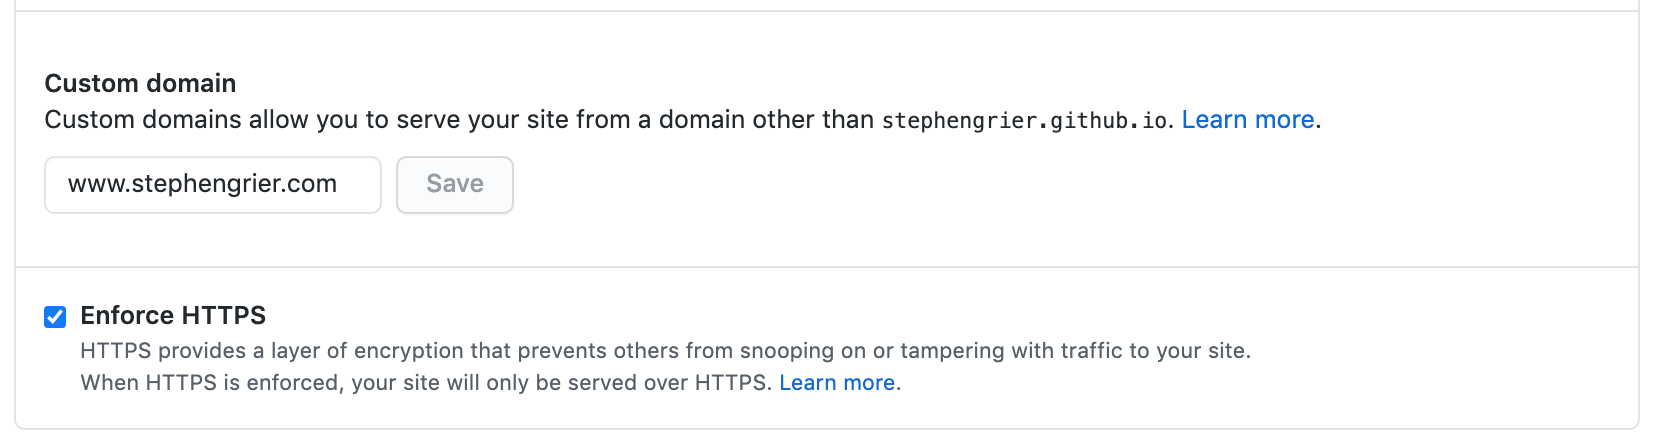 Custom domain
Custom domains allow you to serve your site from a domain other than stephengrier.github.io. Learn more.
www.stephengrier.com Save
Enforce HTTPS
HTTPS provides a layer of encryption that prevents others from snooping on or tampering with traffic to your site.
When HTTPS is enforced, your site will only be served over HTTPS. Learn more.